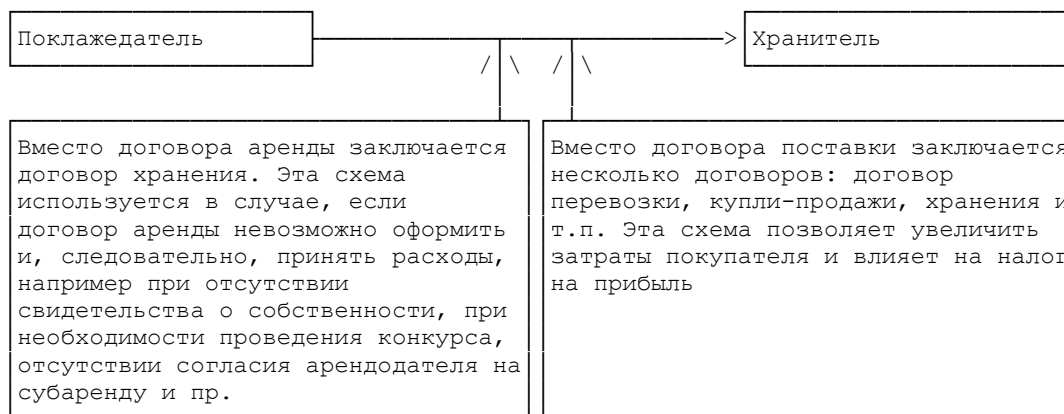 Поклажедатель
Хранитель
Вместо договора аренды заключается
договор хранения. Эта схема
используется в случае, если
договор аренды невозможно оформить
и, следовательно, принять расходы,
например при отсутствии
свидетельства о собственности, при
необходимости проведения конкурса,
отсутствии согласия арендодателя на
субаренду и пр.
Вместо договора поставки заключается
несколько договоров: договор
перевозки, купли-продажи, хранения и
т.п. Эта схема позволяет увеличить
затраты покупателя и влияет на налог
на прибыль